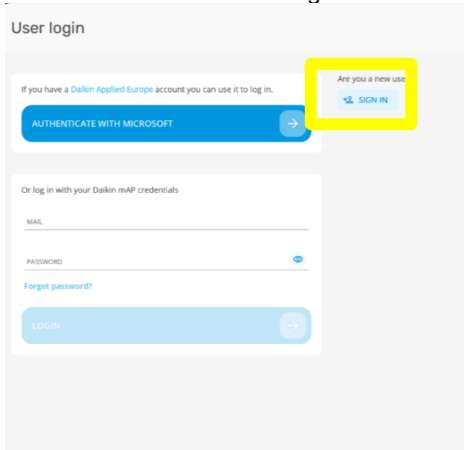 User login
If you have a Daikin Applied Europe account you can use it to log in.
AUTHENTICATE WITH MICROSOFT
Are you a new use
SIGN IN
Or log in with your Daikin mAP credentials
MAIL
PASSWORD
Forgot password?
LOGIN